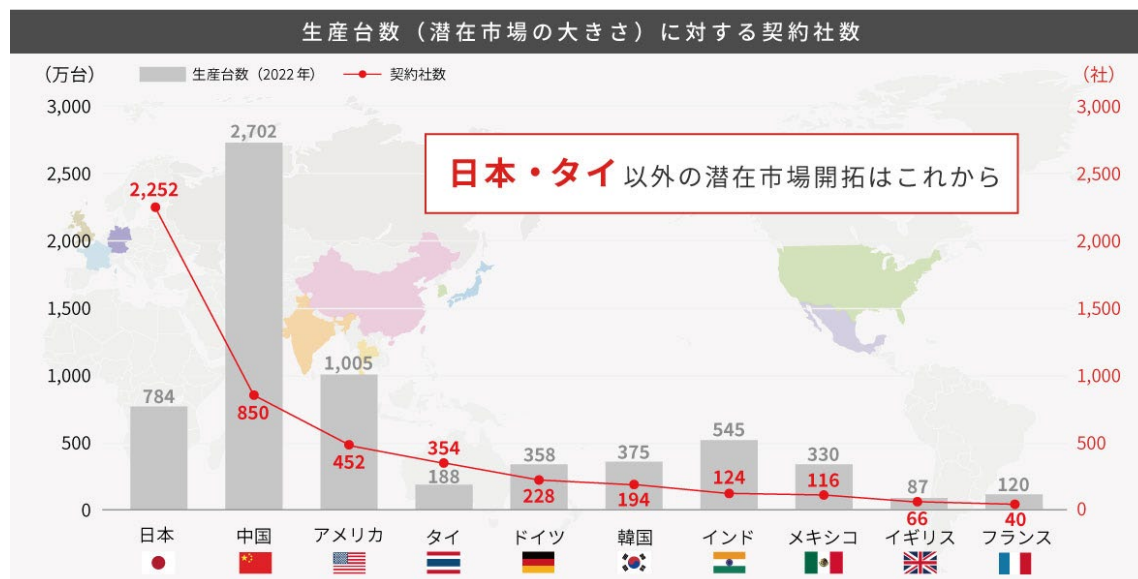 生産台数（潜在市場の大きさ）に対する契約社数
（万台）
生産台数（2022年）
契約社数
（社）
3,000
2,500
2,000
1,500
1,000
500
0
3,000
2,500
2,000
1,500
1,000
500
0
日本・タイ以外の潜在市場開拓はこれから
2,252
784
2,702
850
1,005
452
354
188
358
228
375
194
545
124
330
116
87
66
120
40
日本
中国
アメリカ
タイ
ドイツ
韓国
インド
メキシコ
イギリス
フランス